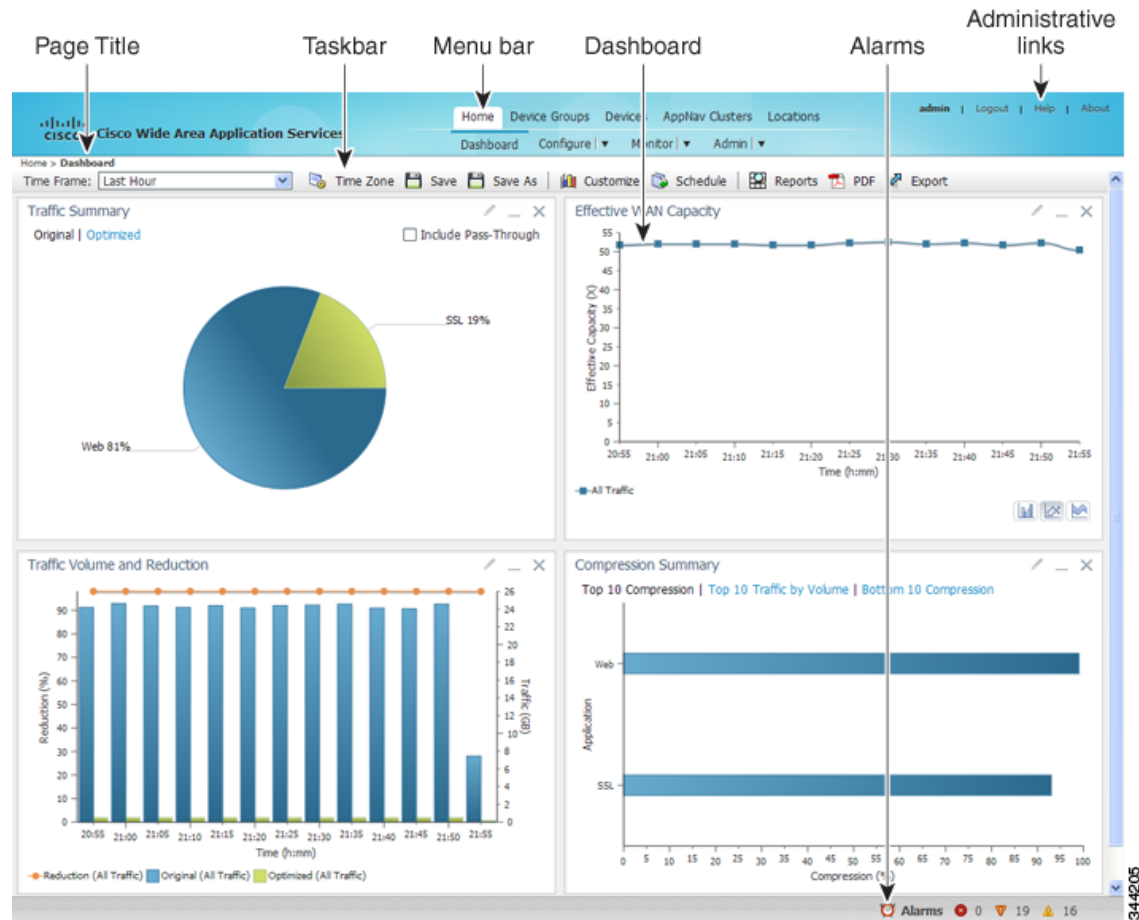 Administrative
links
Page Title Taskbar Menu bar Dashboard Alarms
admin | Logout | Help | About
Home Device Groups Devices AppNav Clusters Locations
CISCO Cisco Wide Area Application Services
Dashboard Configure | ▼ Monitor | ▼ Admin | ▼
Home > Dashboard
Time Frame: Last Hour Time Zone Save Save As | Customize Schedule | Reports PDF Export
Traffic Summary
Original | Optimized Include Pass-Through
SSL 19%
Web 81%
Effective WAN Capacity
55
50
45
40
35
30
25
20
15
10
5
0
Effective Capacity (X)
20:55 21:00 21:05 21:10 21:15 21:20 21:25 21:30 21:35 21:40 21:45 21:50 21:55
Time (h:mm)
All Traffic
Traffic Volume and Reduction
90
80
70
60
50
40
30
20
10
0
Reduction (%)
26
24
22
20
18
16
14
12
10
8
6
4
2
0
Traffic (GB)
20:55 21:00 21:05 21:10 21:15 21:20 21:25 21:30 21:35 21:40 21:45 21:50 21:55
Time (h:mm)
Reduction (All Traffic) Original (All Traffic) Optimized (All Traffic)
Compression Summary
Top 10 Compression | Top 10 Traffic by Volume | Bottom 10 Compression
Web
SSL
Application
0 5 10 15 20 25 30 35 40 45 50 55 60 65 70 75 80 85 90 95 100
Compression (%)
Alarms 0 19 16
344205